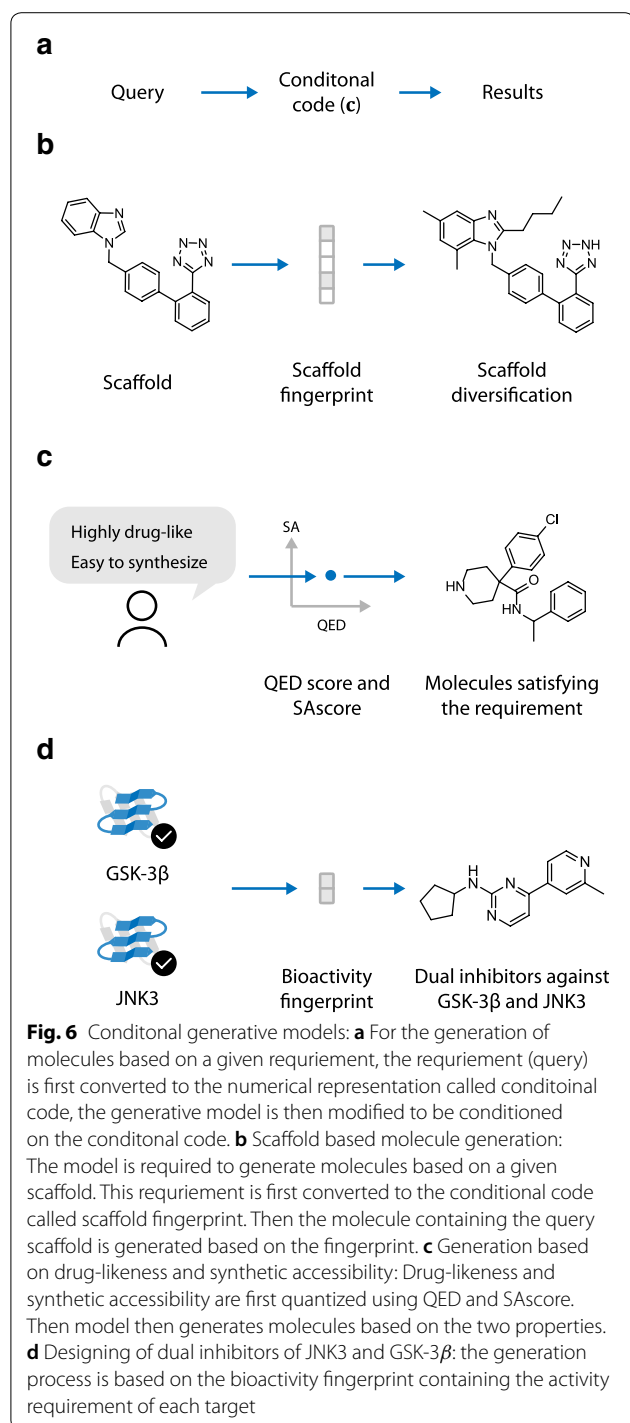 a
Query Conditonal code (c) Results
b
N
N
N N
N N
N
N
N NH
N N
Scaffold Scaffold fingerprint Scaffold diversification
c
Highly drug-like
Easy to synthesize
SA
QED
Cl
HN
O
N
H
QED score and SAscore Molecules satisfying the requirement
d
GSK-3β
JNK3
H
N
N
N
N
Bioactivity fingerprint Dual inhibitors against GSK-3β and JNK3
Fig. 6 Conditonal generative models: a For the generation of
molecules based on a given requriement, the requriement (query)
is first converted to the numerical representation called conditoinal
code, the generative model is then modified to be conditioned
on the conditonal code. b Scaffold based molecule generation:
The model is required to generate molecules based on a given
scaffold. This requriement is first converted to the conditional code
called scaffold fingerprint. Then the molecule containing the query
scaffold is generated based on the fingerprint. c Generation based
on drug-likeness and synthetic accessibility: Drug-likeness and
synthetic accessibility are first quantized using QED and SAscore.
Then model then generates molecules based on the two properties.
d Designing of dual inhibitors of JNK3 and GSK-3β: the generation
process is based on the bioactivity fingerprint containing the activity
requirement of each target